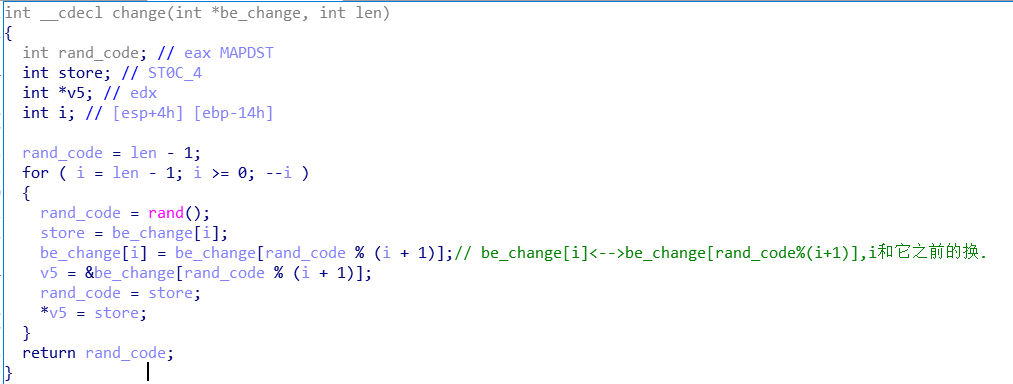 int __cdecl change(int *be_change, int len)
{
  int rand_code; // eax MAPDST
  int store; // ST0C_4
  int *v5; // edx
  int i; // [esp+4h] [ebp-14h]

  rand_code = len - 1;
  for ( i = len - 1; i >= 0; --i )
  {
    rand_code = rand();
    store = be_change[i];
    be_change[i] = be_change[rand_code % (i + 1)];// be_change[i]<-->be_change[rand_code%(i+1)],i和它之前的换.
    v5 = &be_change[rand_code % (i + 1)];
    rand_code = store;
    *v5 = store;
  }
  return rand_code;
}